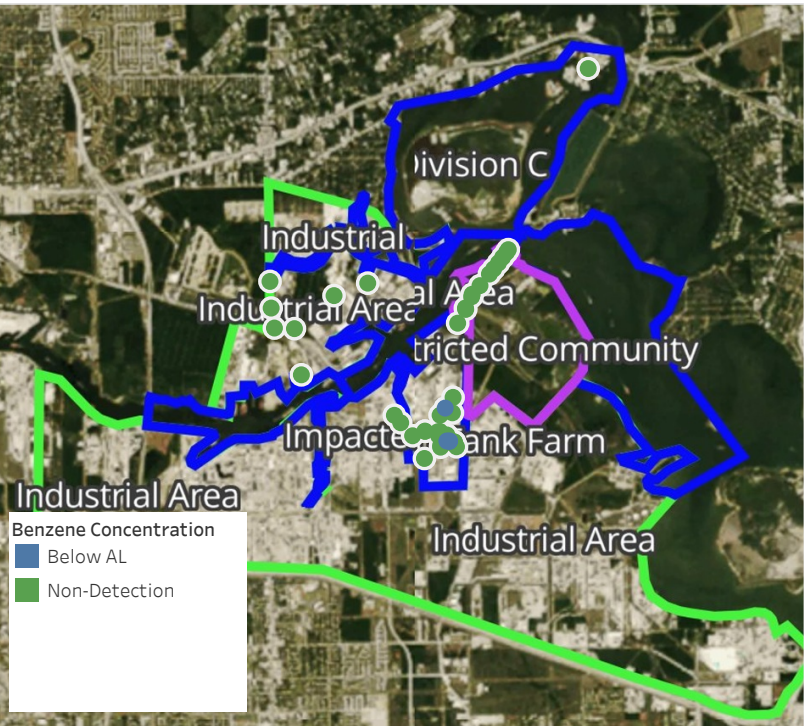 Division C
Industrial
Industrial Area
al Area
tricted Community
Impacte
ank Farm
Industrial Area
Industrial Area
Benzene Concentration
Below AL
Non-Detection